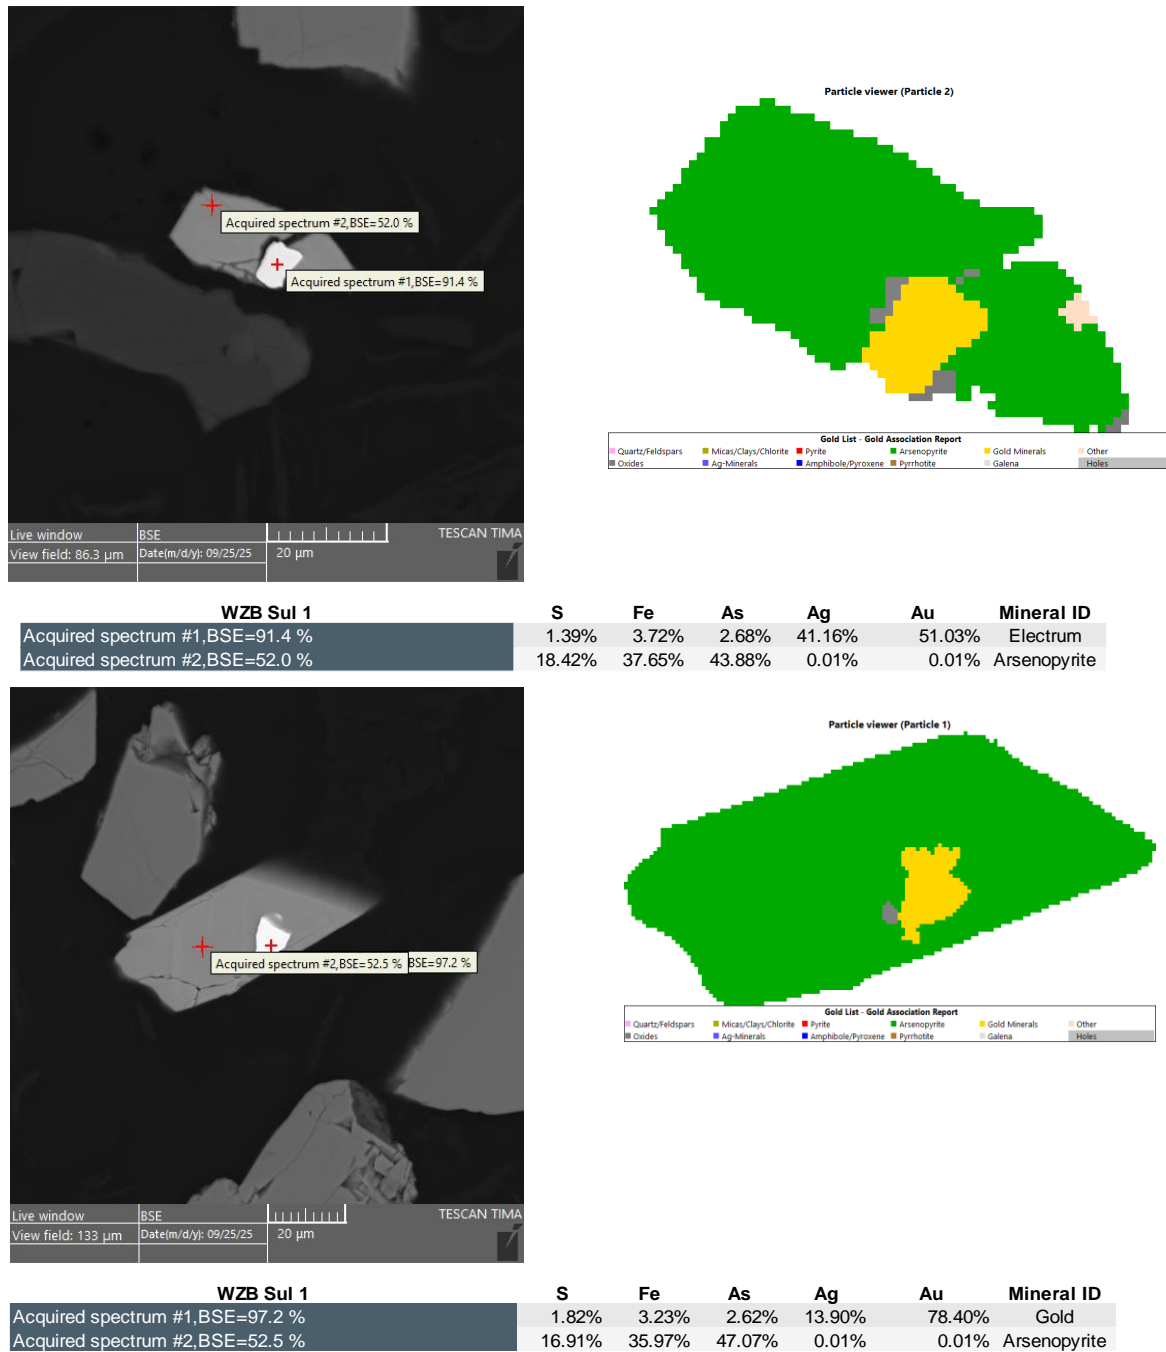 Acquired spectrum #2,BSE=52.0 %
Acquired spectrum #1,BSE=91.4 %
Live window BSE TESCAN TIMA
View field: 86.3 µm Date(m/d/y): 09/25/25 20 µm
Particle viewer (Particle 2)
Gold List - Gold Association Report
Quartz/Feldspars Micas/Clays/Chlorite Pyrite Arsenopyrite Gold Minerals Other
Oxides Ag-Minerals Amphibole/Pyroxene Pyrrhotite Galena Holes
WZB Sul 1 S Fe As Ag Au Mineral ID
Acquired spectrum #1,BSE=91.4 % 1.39% 3.72% 2.68% 41.16% 51.03% Electrum
Acquired spectrum #2,BSE=52.0 % 18.42% 37.65% 43.88% 0.01% 0.01% Arsenopyrite
Acquired spectrum #2,BSE=52.5 % BSE=97.2 %
Live window BSE TESCAN TIMA
View field: 133 µm Date(m/d/y): 09/25/25 20 µm
Particle viewer (Particle 1)
Gold List - Gold Association Report
Quartz/Feldspars Micas/Clays/Chlorite Pyrite Arsenopyrite Gold Minerals Other
Oxides Ag-Minerals Amphibole/Pyroxene Pyrrhotite Galena Holes
WZB Sul 1 S Fe As Ag Au Mineral ID
Acquired spectrum #1,BSE=97.2 % 1.82% 3.23% 2.62% 13.90% 78.40% Gold
Acquired spectrum #2,BSE=52.5 % 16.91% 35.97% 47.07% 0.01% 0.01% Arsenopyrite